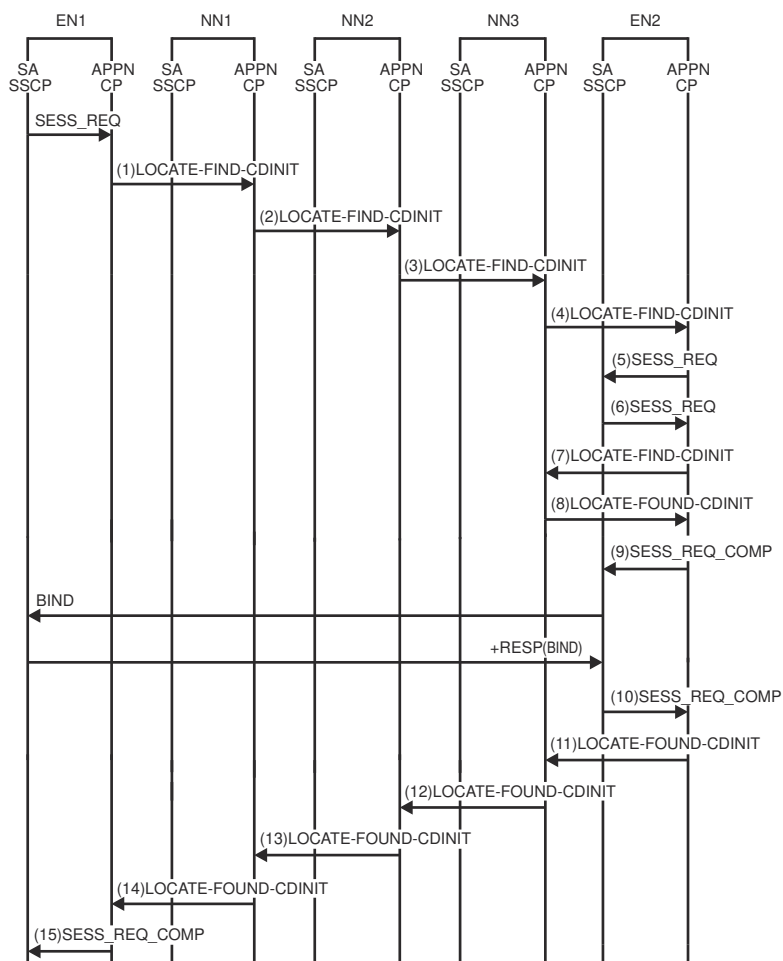 EN1 NN1 NN2 NN3 EN2
SA APPN SA APPN SA APPN SA APPN SA APPN
SSCP CP SSCP CP SSCP CP SSCP CP SSCP CP
SESS_REQ
(1)LOCATE-FIND-CDINIT
(2)LOCATE-FIND-CDINIT
(3)LOCATE-FIND-CDINIT
(4)LOCATE-FIND-CDINIT
(5)SESS_REQ
(6)SESS_REQ
(7)LOCATE-FIND-CDINIT
(8)LOCATE-FOUND-CDINIT
(9)SESS_REQ_COMP
BIND
+RESP(BIND)
(10)SESS_REQ_COMP
(11)LOCATE-FOUND-CDINIT
(12)LOCATE-FOUND-CDINIT
(13)LOCATE-FOUND-CDINIT
(14)LOCATE-FOUND-CDINIT
(15)SESS_REQ_COMP